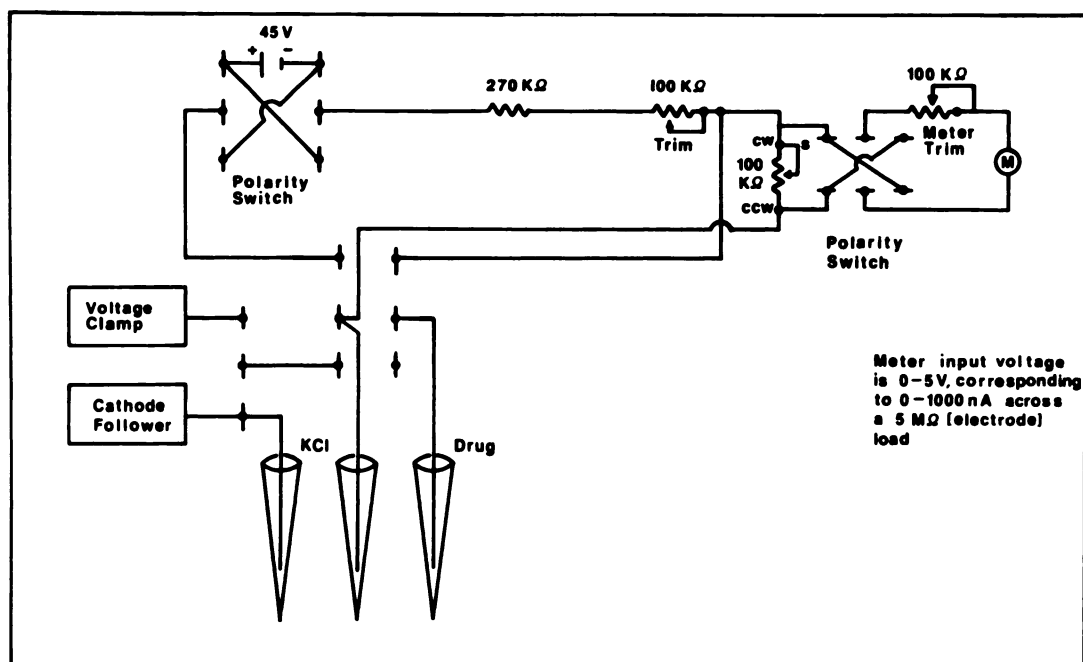 45 V
+ -
270 KΩ
100 KΩ
100 KΩ
Trim
Meter
Trim
M
cw
s
100
KΩ
ccw
Polarity
Switch
Polarity
Switch
Voltage
Clamp
Cathode
Follower
KCl
Drug
Meter input voltage
is 0-5V, corresponding
to 0-1000 nA across
a 5 MΩ [electrode]
load